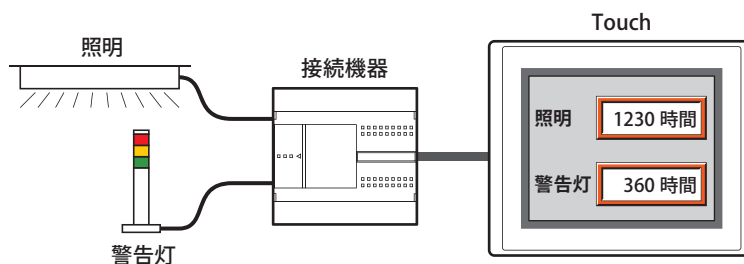 Touch
照明
接続機器
照明 1230 時間
警告灯 360 時間
警告灯